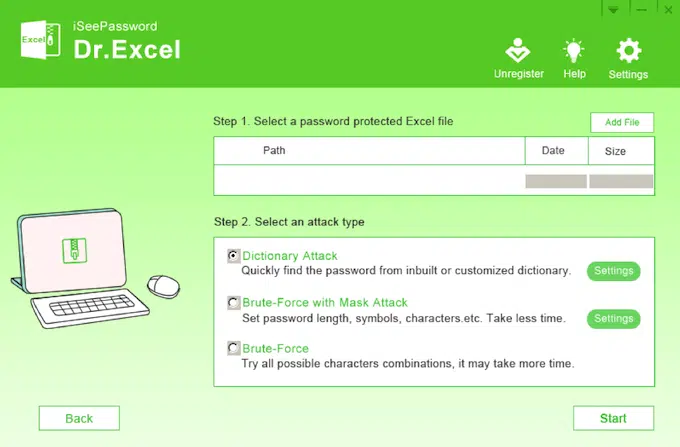 iSeePassword
Dr.Excel
Excel
Unregister Help Settings
Step 1. Select a password protected Excel file
Add File
Path Date Size
Step 2. Select an attack type
Dictionary Attack
Quickly find the password from inbuilt or customized dictionary.
Settings
Brute-Force with Mask Attack
Set password length, symbols, characters.etc. Take less time.
Settings
Brute-Force
Try all possible characters combinations, it may take more time.
Back Start